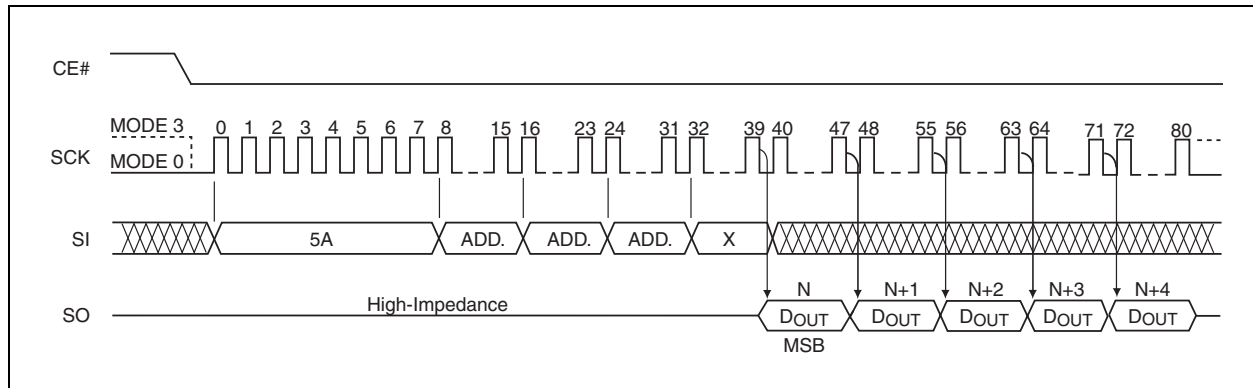 CE#
MODE 3
0 1 2 3 4 5 6 7 8 15 16 23 24 31 32 39 40 47 48 55 56 63 64 71 72 80
SCK
MODE 0
SI
5A
ADD.
ADD.
ADD.
X
High-Impedance
N
N+1
N+2
N+3
N+4
SO
DOUT
DOUT
DOUT
DOUT
DOUT
MSB